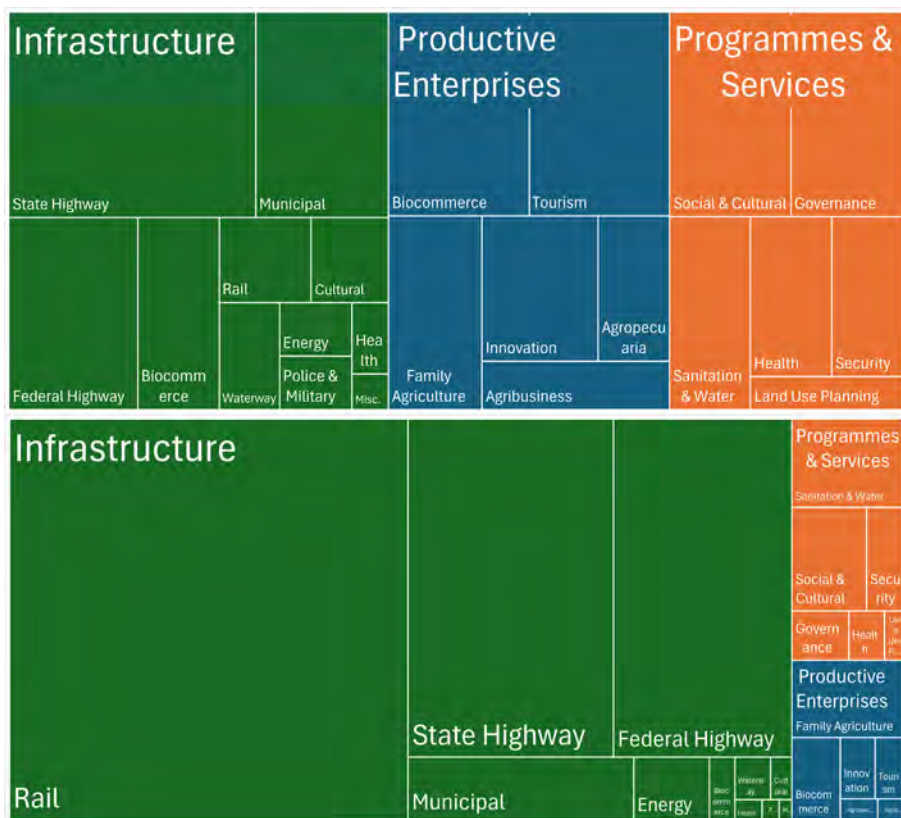 Infrastructure
State Highway
Municipal
Federal Highway
Biocomm
erce
Rail
Cultural
Waterway
Energy
Police &
Military
Hea
lth
Misc.
Productive
Enterprises
Biocommerce
Tourism
Family
Agriculture
Innovation
Agropecu
aria
Agribusiness
Programmes &
Services
Social & Cultural
Governance
Sanitation
& Water
Health
Security
Land Use Planning
Infrastructure
Rail
State Highway
Federal Highway
Municipal
Energy
Programmes
& Services
Sanitation & Water
Social &
Cultural
Secu
rity
Govern
ance
Healt
h
Productive
Enterprises
Family Agriculture
Biocom
merce
Innov
ation
Touri
sm